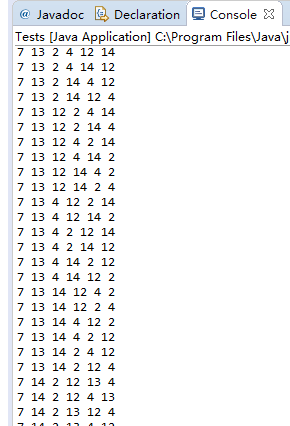 @ Javadoc Declaration Console
Tests [Java Application] C:\Program Files\Java\j
7 13 2 4 12 14
7 13 2 4 14 12
7 13 2 14 4 12
7 13 2 14 12 4
7 13 12 2 4 14
7 13 12 2 14 4
7 13 12 4 2 14
7 13 12 4 14 2
7 13 12 14 4 2
7 13 12 14 2 4
7 13 4 12 2 14
7 13 4 12 14 2
7 13 4 2 12 14
7 13 4 2 14 12
7 13 4 14 2 12
7 13 4 14 12 2
7 13 14 12 4 2
7 13 14 12 2 4
7 13 14 4 12 2
7 13 14 4 2 12
7 13 14 2 4 12
7 13 14 2 12 4
7 14 2 12 13 4
7 14 2 12 4 13
7 14 2 13 12 4
7 14 2 13 4 12